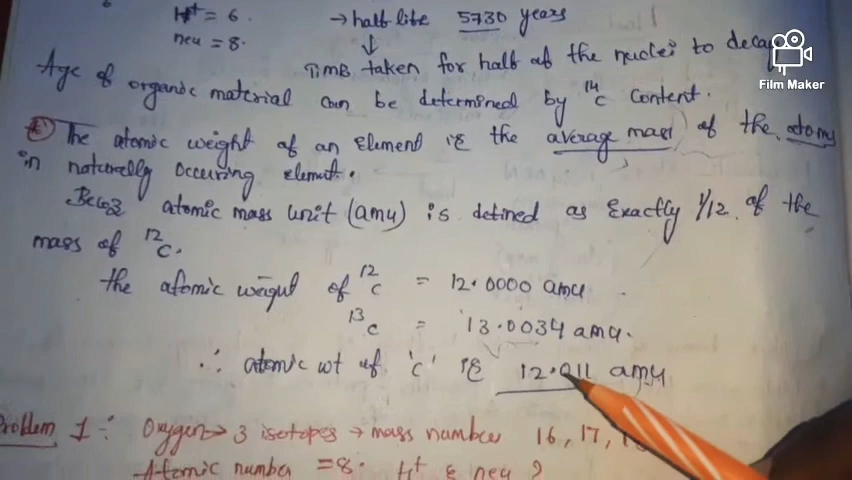 H+ = 6
neu = 8.
→ half life 5730 years
Time taken for half of the nuclei to decay
Film Maker
Age of organic material can be determined by 14C Content.
The atomic weight of an Element is the average mass of the atoms
in naturally occuring element.
Becoz atomic mass unit (amu) is defined as Exactly 1/12 of the
mass of 12C.
the atomic weight of 12C = 12.0000 amu
13C = 13.0034 amu.
∴ atomic wt of 'C' is 12.011 amu
Problem 1 :- Oxygen → 3 isotopes → mass number 16, 17,
Atomic number = 8. H+ & neu ?